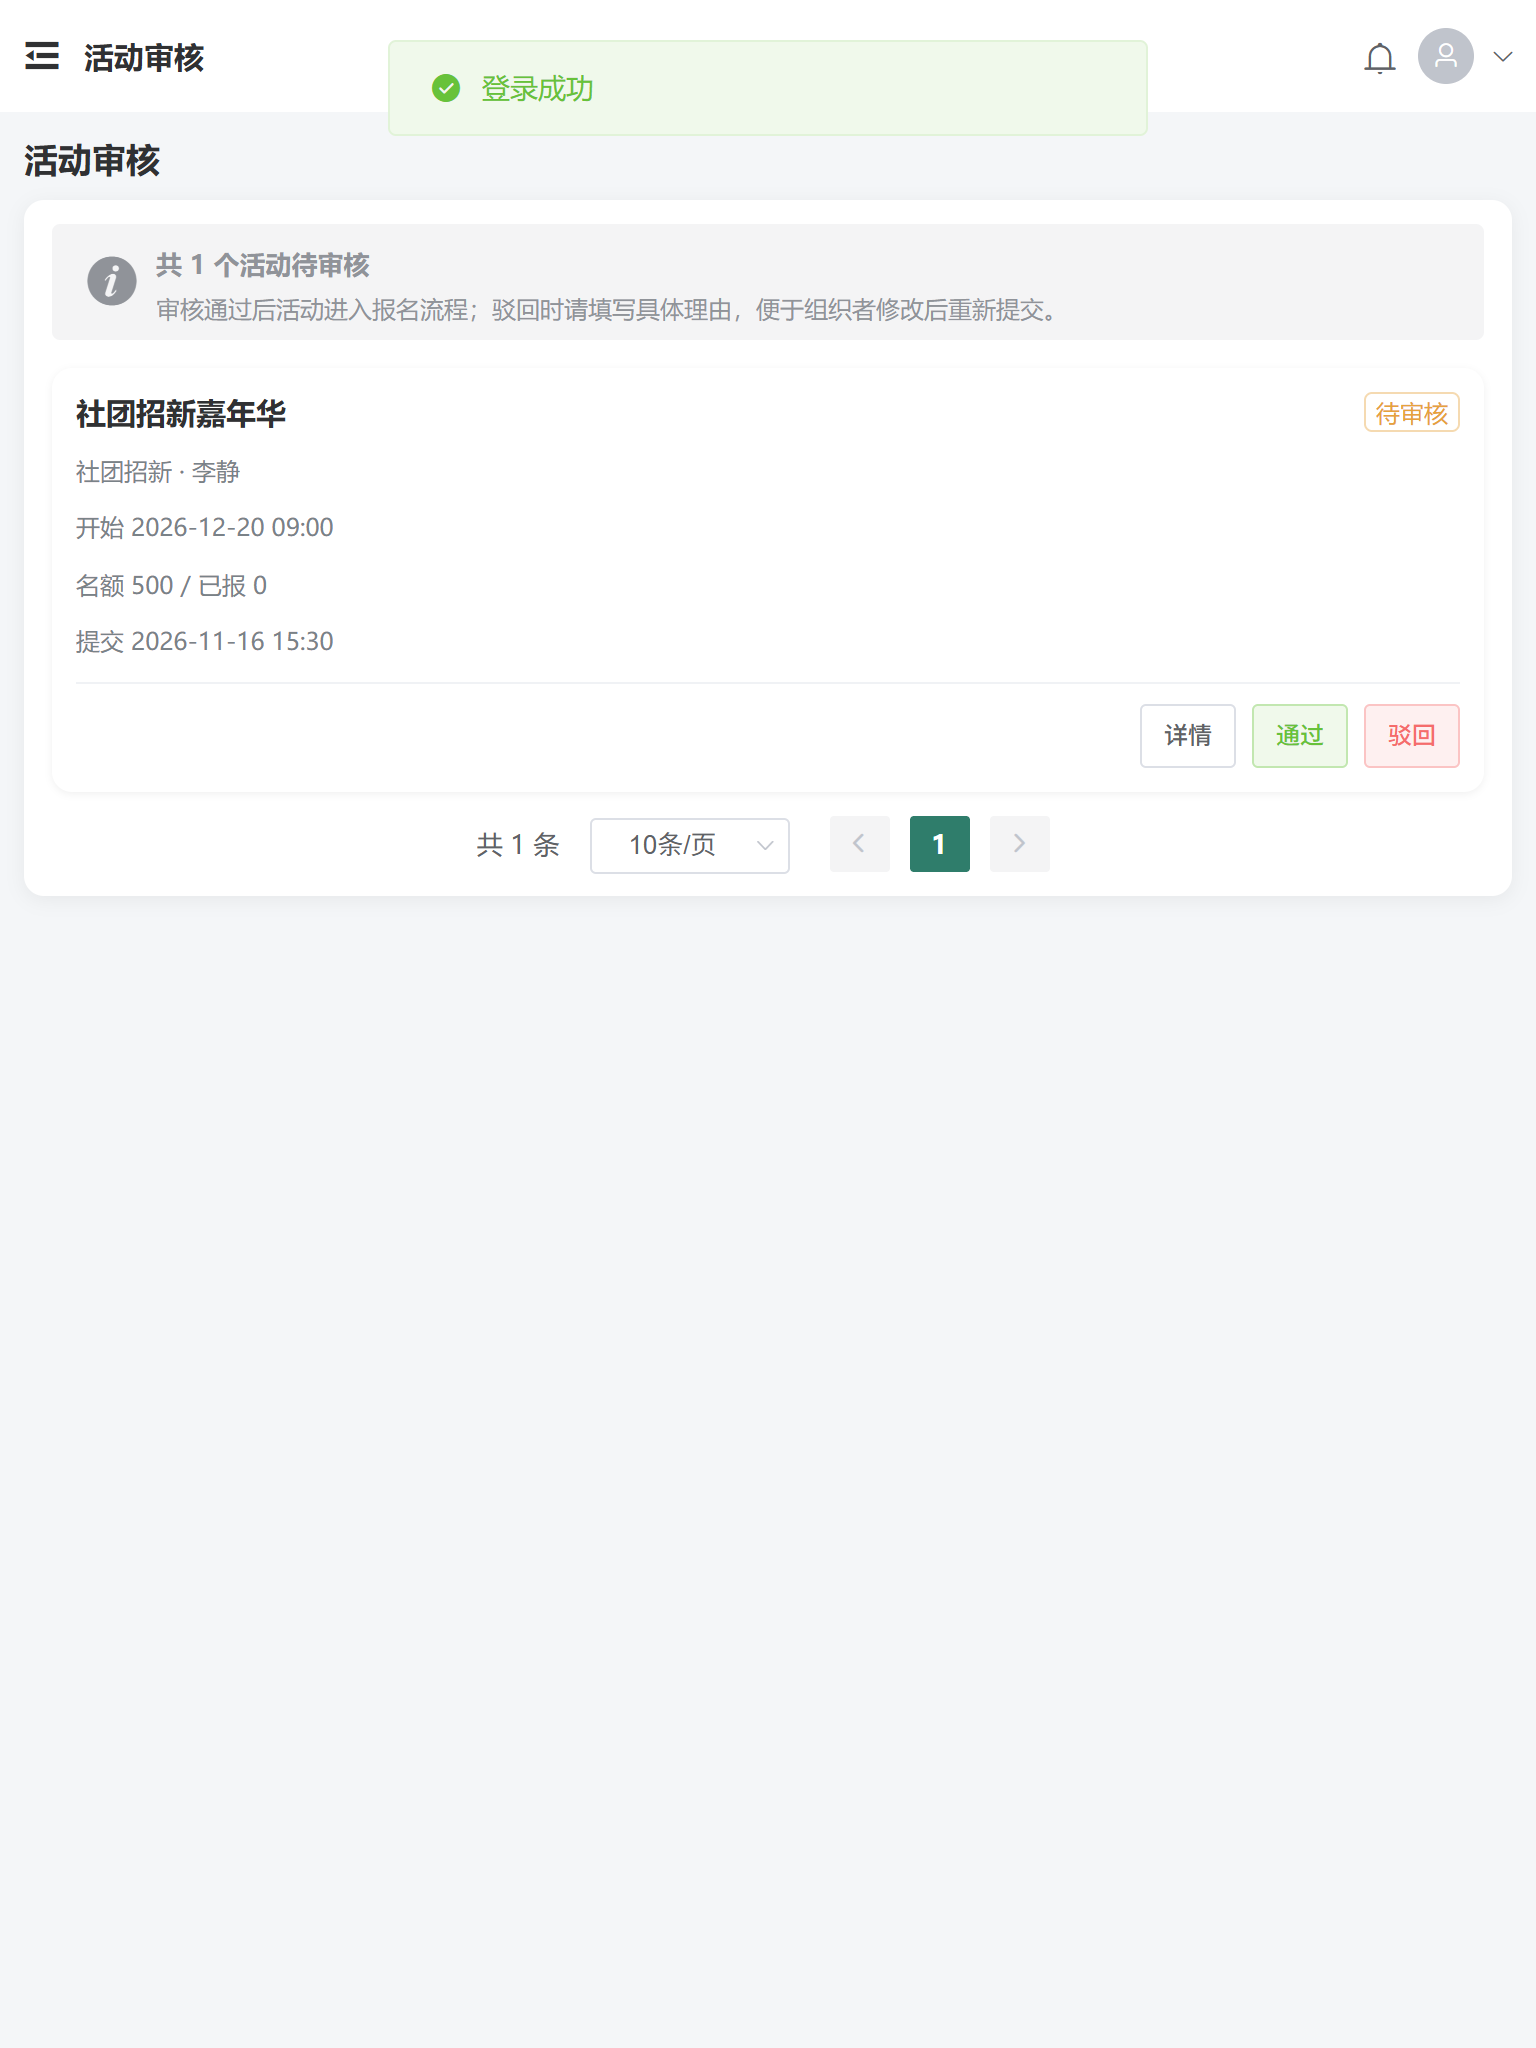 活动审核
登录成功
活动审核
共 1 个活动待审核
审核通过后活动进入报名流程；驳回时请填写具体理由，便于组织者修改后重新提交。
社团招新嘉年华
待审核
社团招新 · 李静
开始 2026-12-20 09:00
名额 500 / 已报 0
提交 2026-11-16 15:30
详情 通过 驳回
共 1 条 10条/页 1